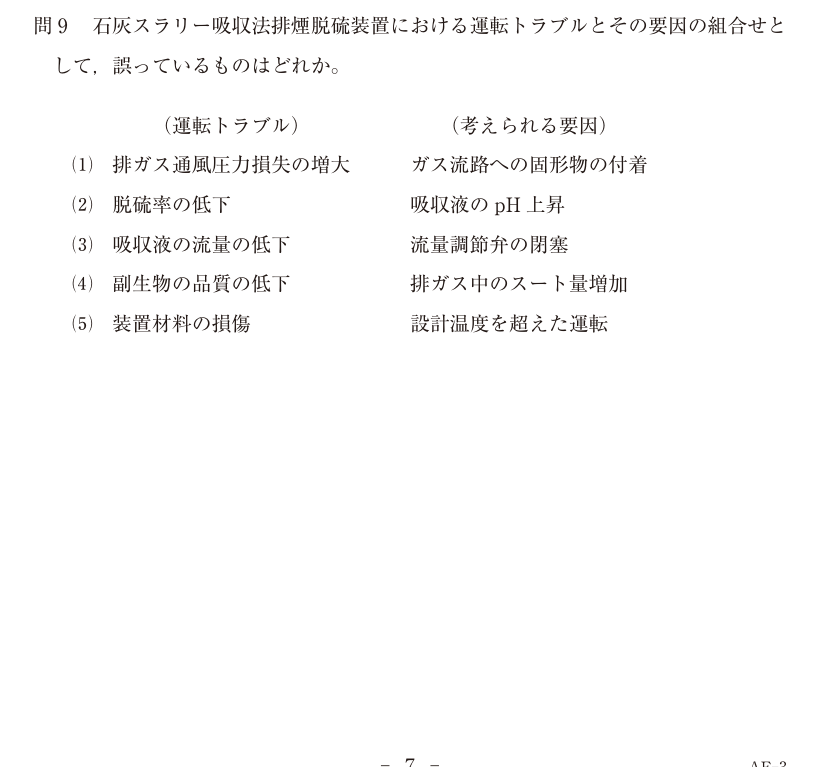 問9 石灰スラリー吸収法排煙脱硫装置における運転トラブルとその要因の組合せと
して，誤っているものはどれか。
（運転トラブル） （考えられる要因）
⑴ 排ガス通風圧力損失の増大 ガス流路への固形物の付着
⑵ 脱硫率の低下 吸収液の pH 上昇
⑶ 吸収液の流量の低下 流量調節弁の閉塞
⑷ 副生物の品質の低下 排ガス中のスート量増加
⑸ 装置材料の損傷 設計温度を超えた運転
－ 7 －